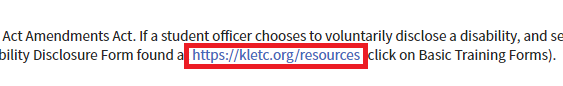 Act Amendments Act. If a student officer chooses to voluntarily disclose a disability, and se
bility Disclosure Form found a https://kletc.org/resources click on Basic Training Forms).